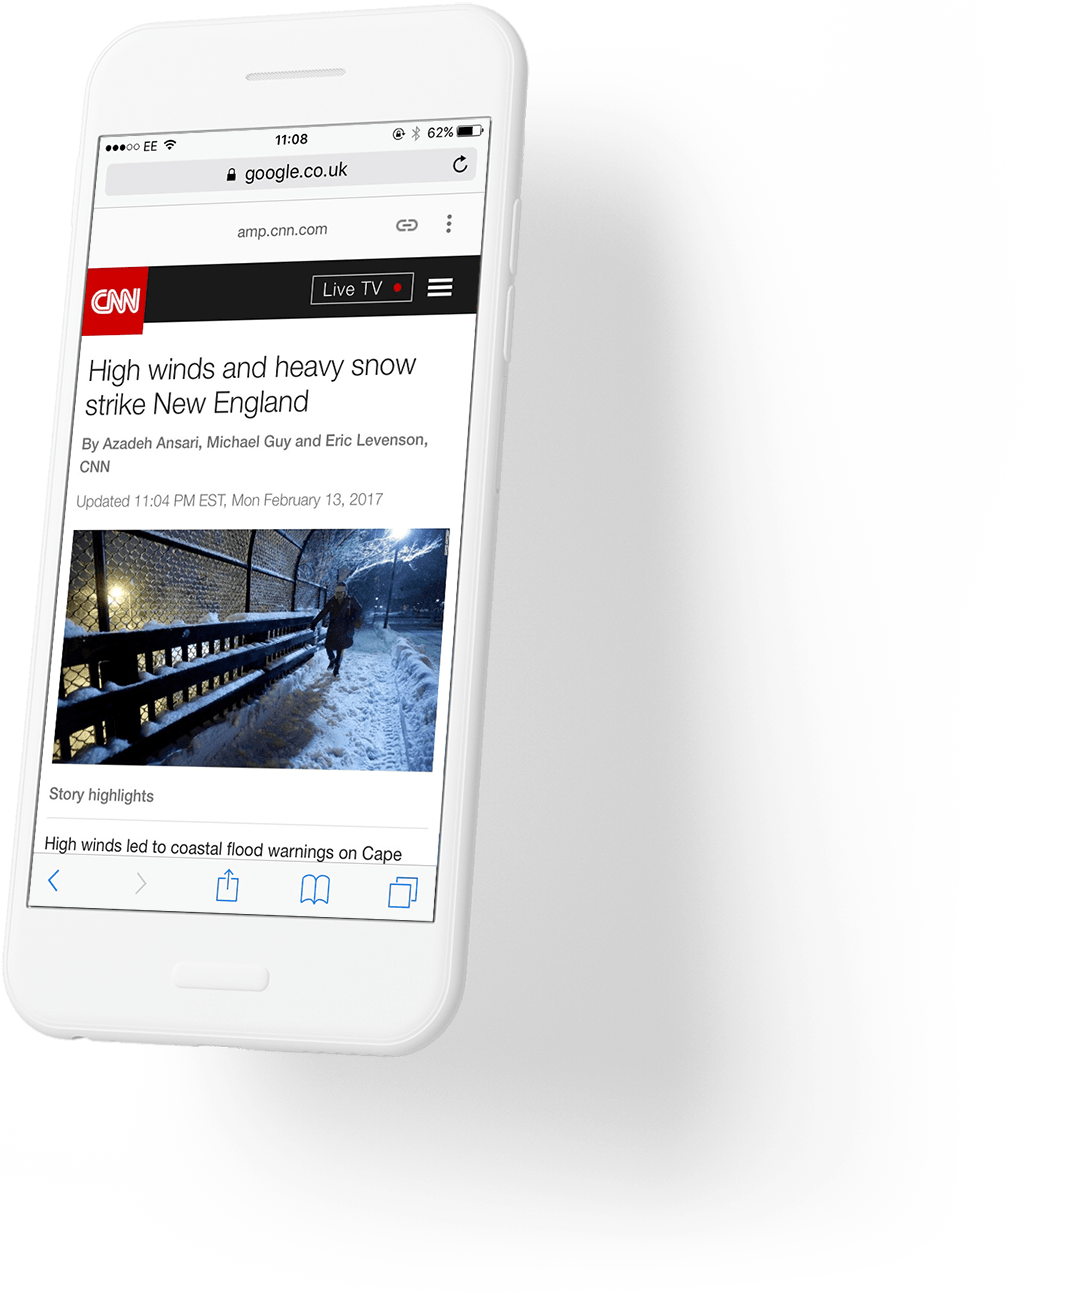 EE 11:08 62%
google.co.uk
amp.cnn.com
CNN Live TV
High winds and heavy snow
strike New England
By Azadeh Ansari, Michael Guy and Eric Levenson,
CNN
Updated 11:04 PM EST, Mon February 13, 2017
Story highlights
High winds led to coastal flood warnings on Cape